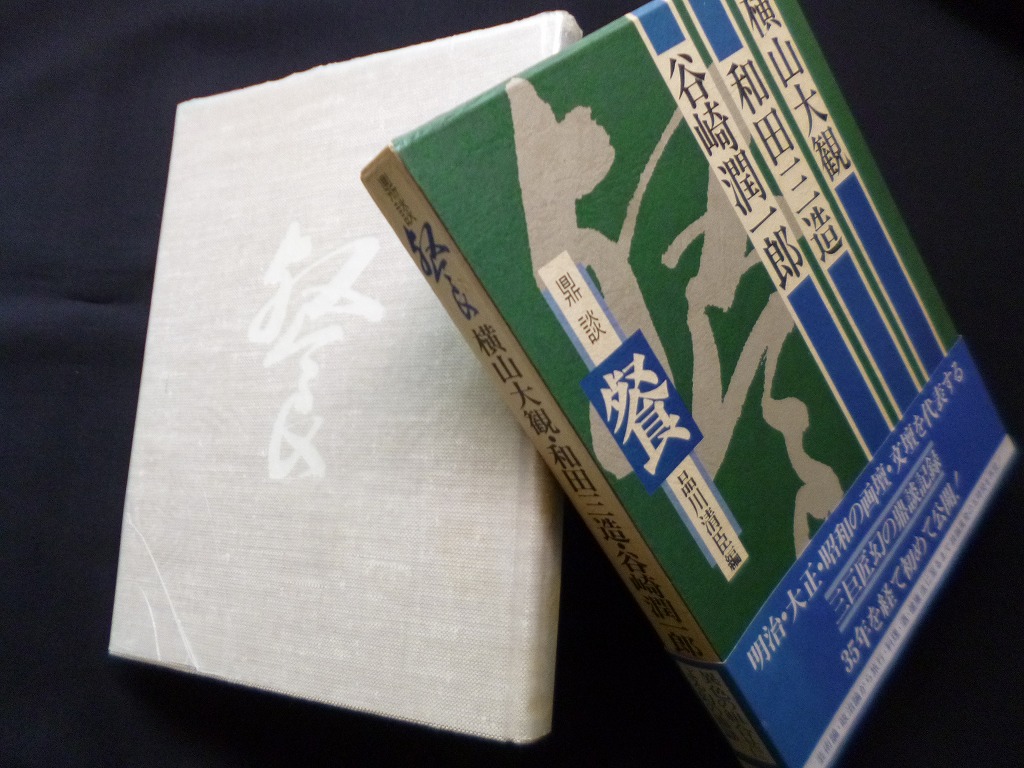 餐
横山大観
和田三造
谷崎潤一郎
鼎談
餐
品川清臣編
鼎談
餐
横山大観・和田三造・谷崎潤一郎
明治・大正・昭和の画壇・文壇を代表する
三巨匠幻の鼎談記録
35年を経て初めて公開!